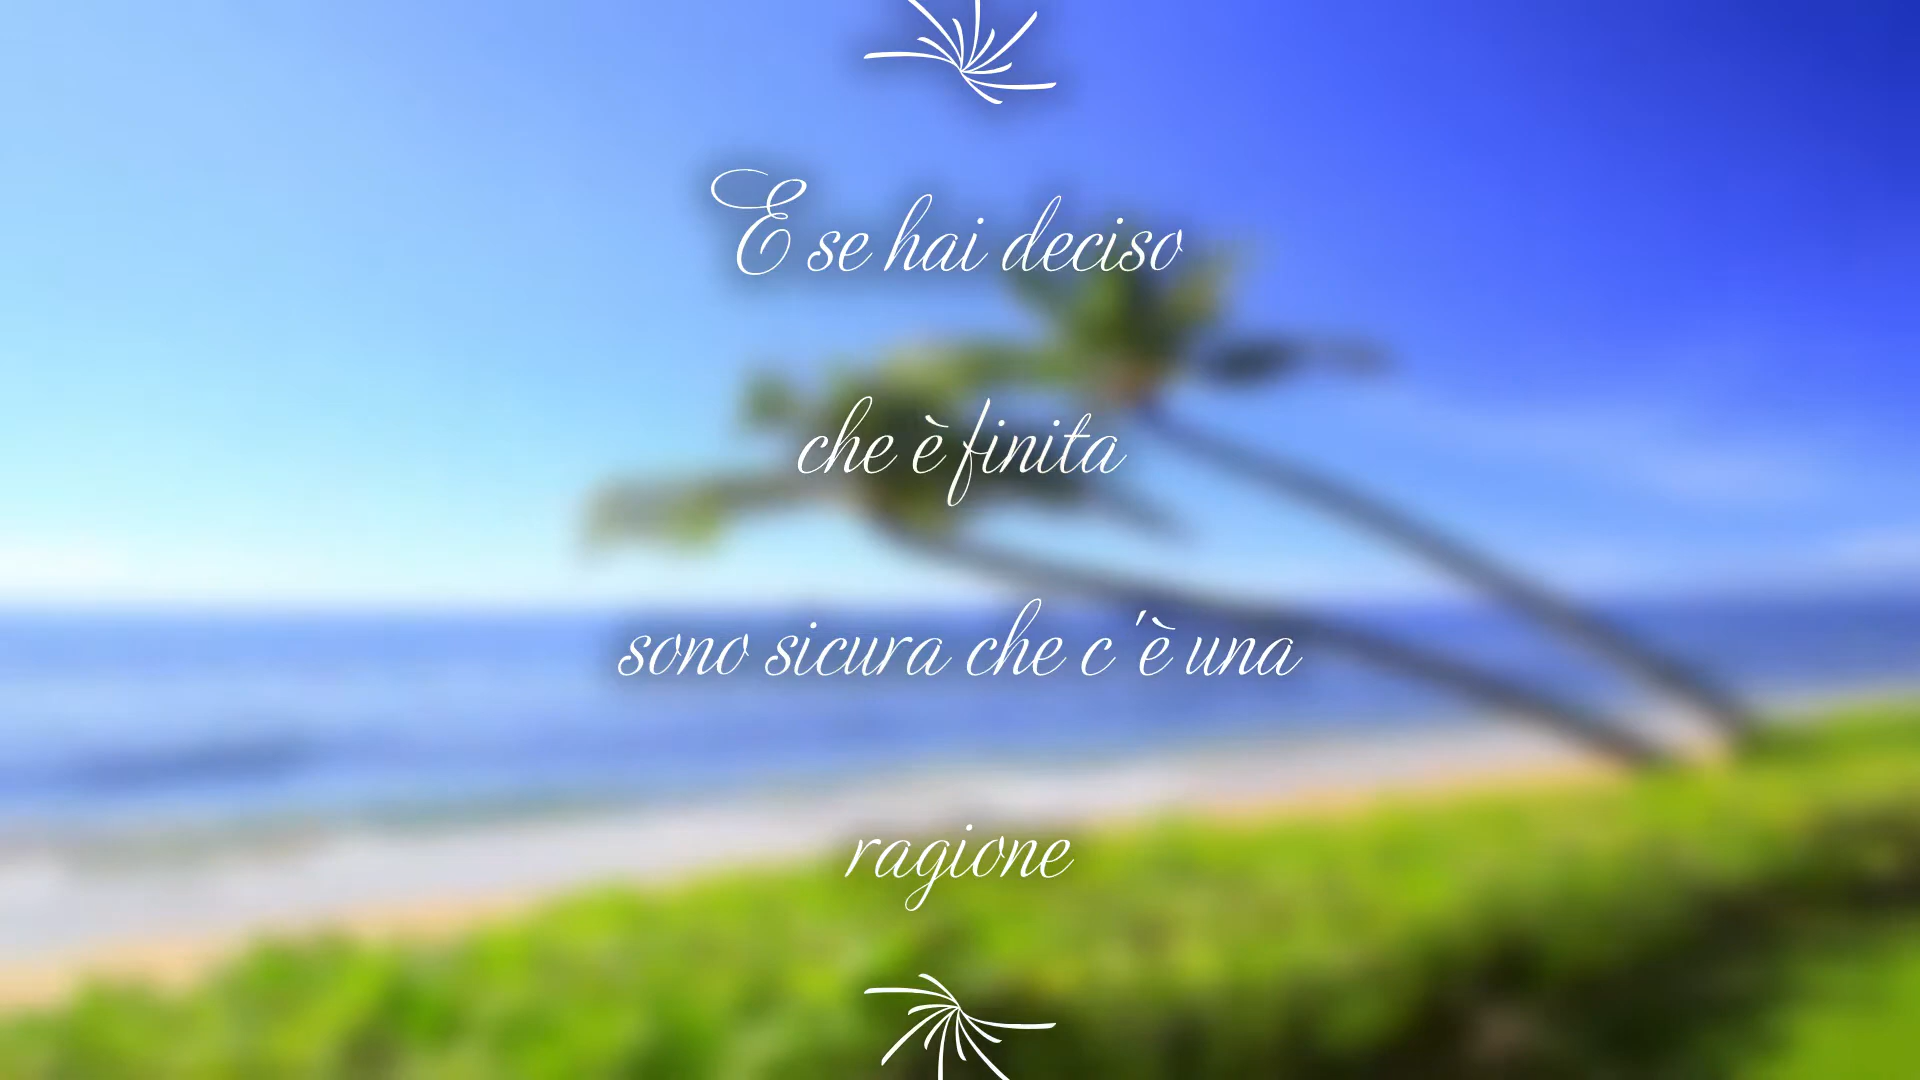 E se hai deciso
che è finita
sono sicura che c'è una
ragione